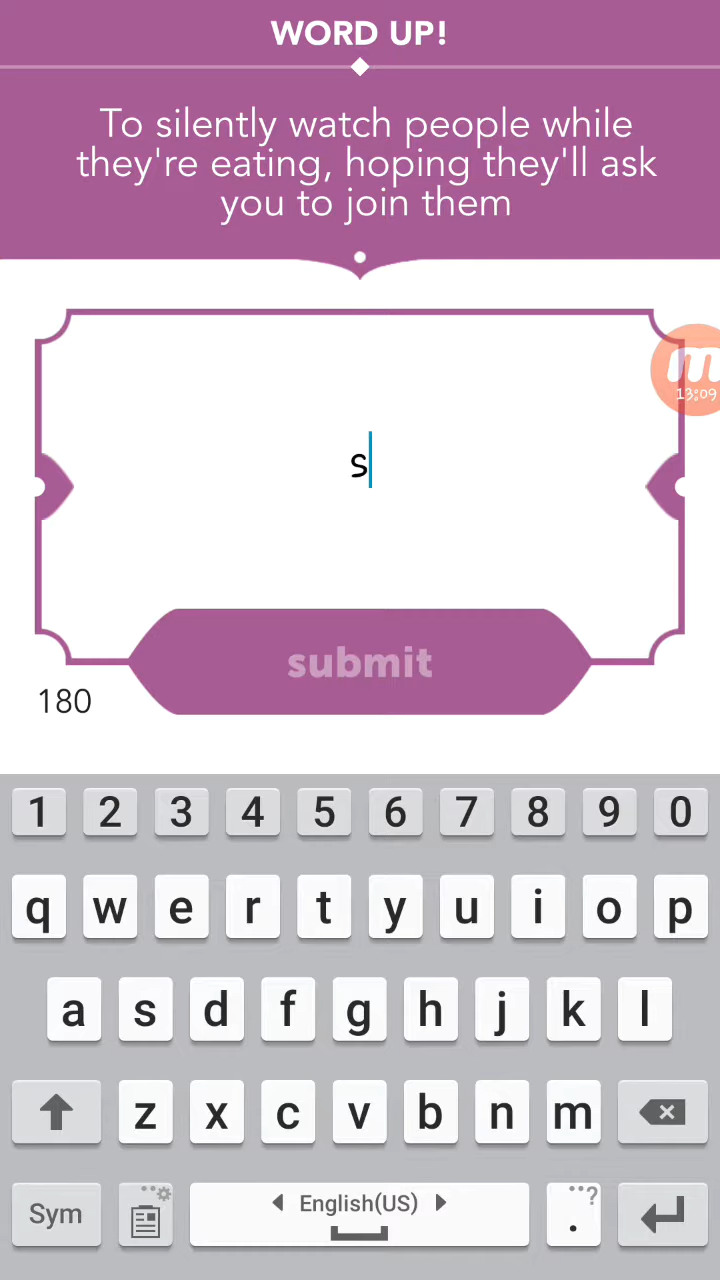 WORD UP!
To silently watch people while
they're eating, hoping they'll ask
you to join them
m
13:09
s
submit
180
1 2 3 4 5 6 7 8 9 0
q w e r t y u i o p
a s d f g h j k l
z x c v b n m
Sym English(US) . ?